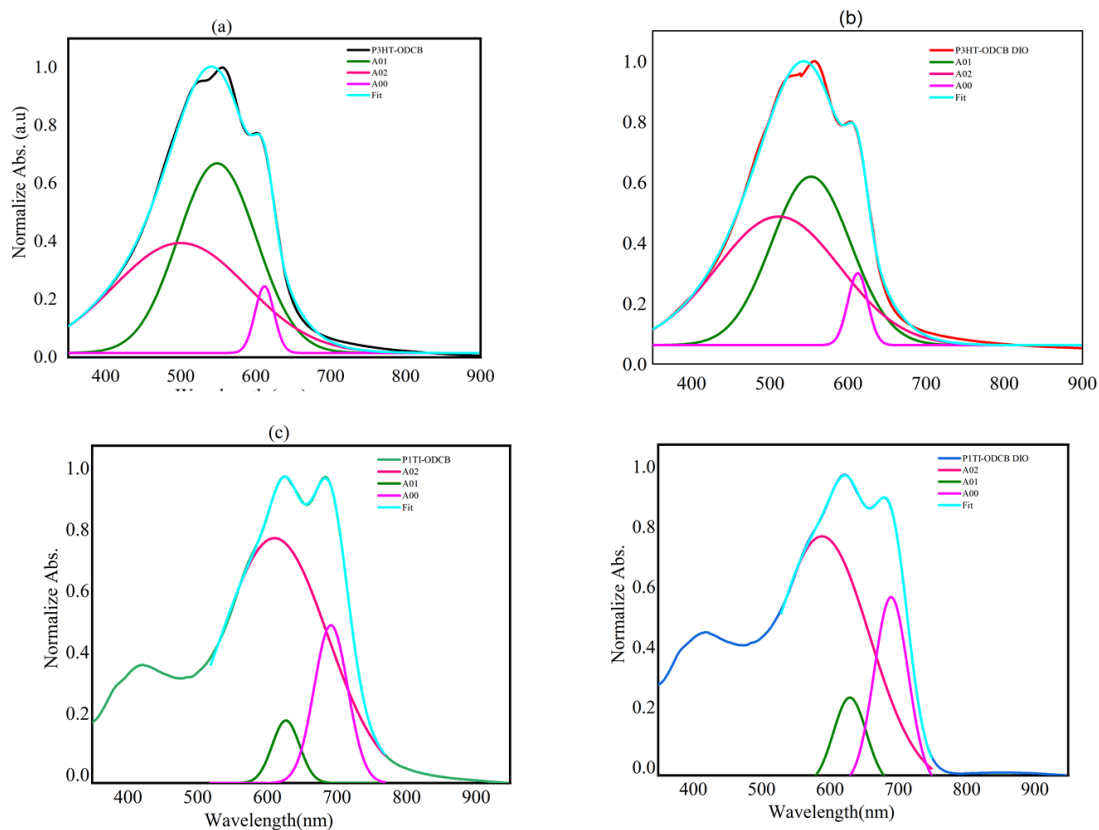 (a)
P3HT-ODCB
A01
A02
A00
Fit
Normalize Abs. (a.u)
1.0
0.8
0.6
0.4
0.2
0.0
400 500 600 700 800 900
(b)
P3HT-ODCB DIO
A01
A02
A00
Fit
1.0
0.8
0.6
0.4
0.2
0.0
400 500 600 700 800 900
(c)
P1TI-ODCB
A02
A01
A00
Fit
Normalize Abs.
1.0
0.8
0.6
0.4
0.2
0.0
400 500 600 700 800 900
Wavelength(nm)
P1TI-ODCB DIO
A02
A01
A00
Fit
Normalize Abs.
1.0
0.8
0.6
0.4
0.2
0.0
400 500 600 700 800 900
Wavelength(nm)